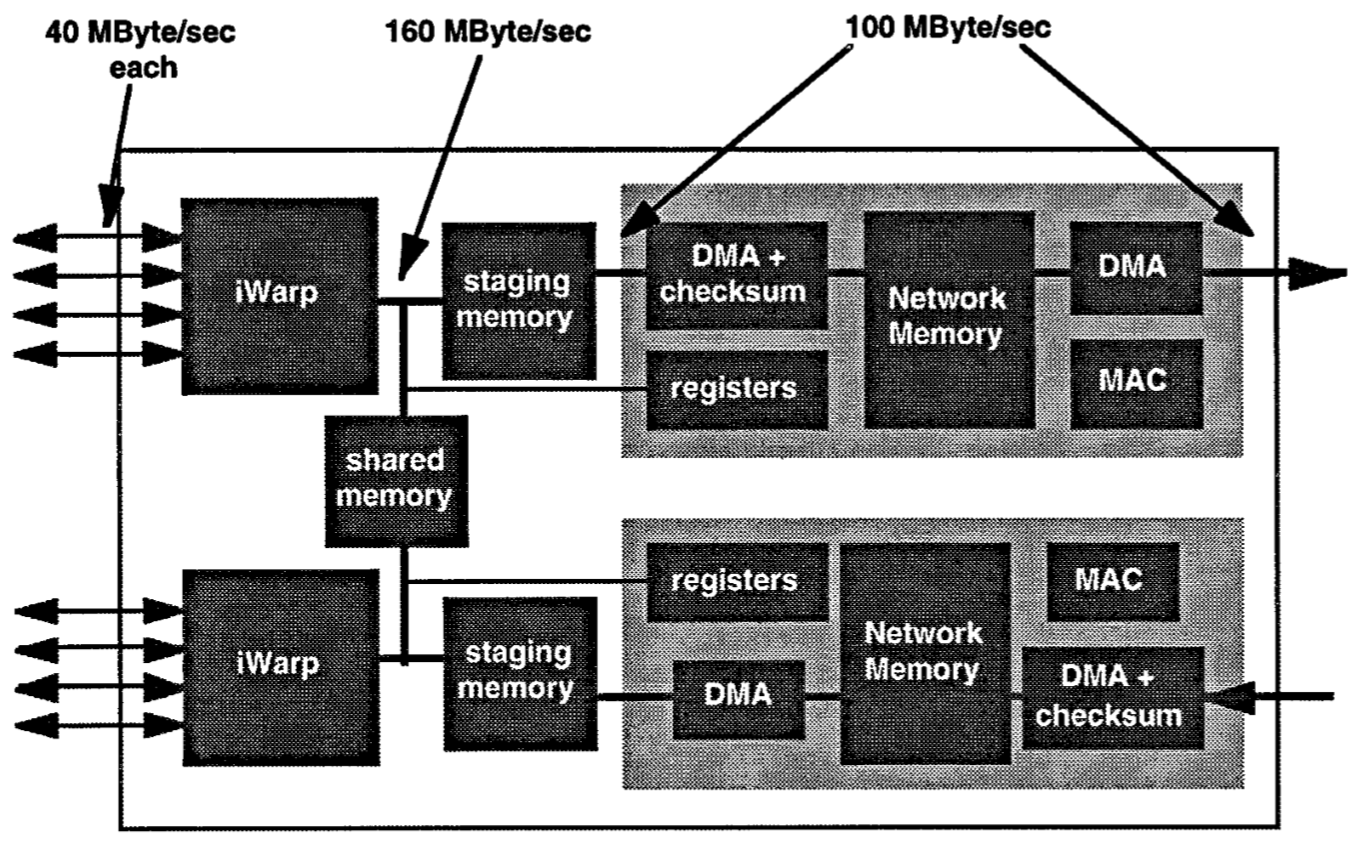 40 MByte/sec
each
160 MByte/sec
100 MByte/sec
iWarp
staging
memory
DMA +
checksum
registers
Network
Memory
DMA
MAC
shared
memory
iWarp
staging
memory
registers
DMA
Network
Memory
MAC
DMA +
checksum